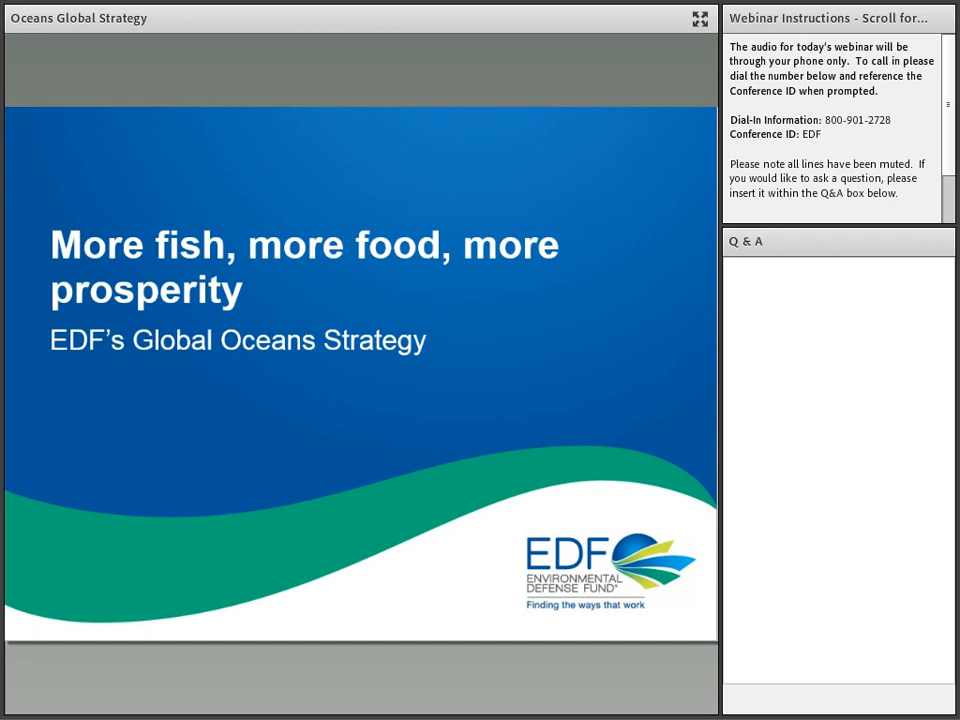 Oceans Global Strategy
More fish, more food, more
prosperity
EDF's Global Oceans Strategy
EDF
ENVIRONMENTAL
DEFENSE FUND®
Finding the ways that work
Webinar Instructions - Scroll for...
The audio for today's webinar will be
through your phone only.  To call in please
dial the number below and reference the
Conference ID when prompted.
Dial-In Information: 800-901-2728
Conference ID: EDF
Please note all lines have been muted.  If
you would like to ask a question, please
insert it within the Q&A box below.
Q & A